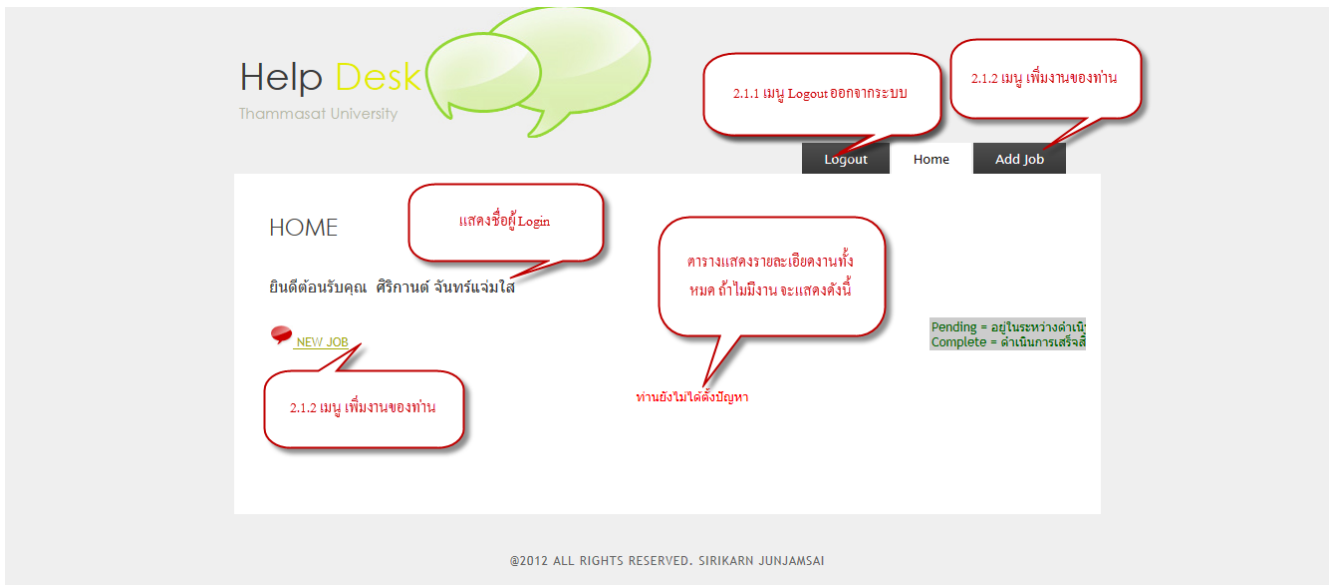 Help Desk
Thammasat University
2.1.1 เมนู Logout ออกจากระบบ
2.1.2 เมนู เพิ่มงานของท่าน
Logout
Home
Add Job
HOME
แสดงชื่อผู้ Login
ยินดีต้อนรับคุณ ศิริกานต์ จันทร์แจ่มใส
ตารางแสดงรายละเอียดงานทั้ง
หมด ถ้าไม่มีงาน จะแสดงดังนี้
NEW JOB
Pending = อยู่ในระหว่างดำเนิ
Complete = ดำเนินการเสร็จสิ
ท่านยังไม่ได้ตั้งปัญหา
2.1.2 เมนู เพิ่มงานของท่าน
@2012 ALL RIGHTS RESERVED. SIRIKARN JUNJAMSAI